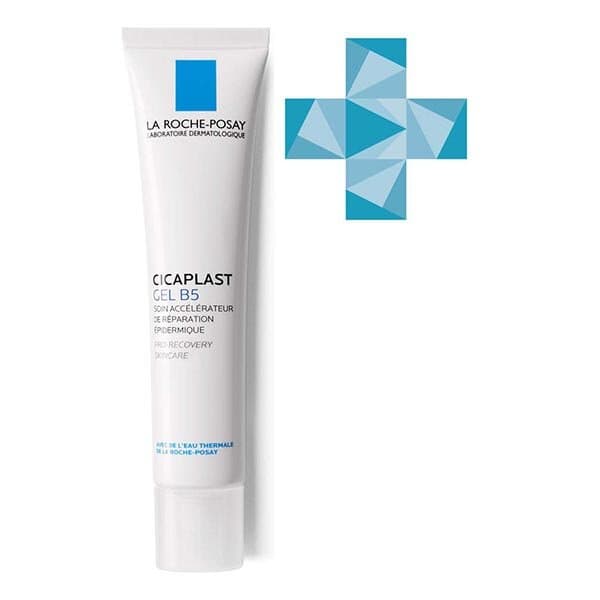 LA ROCHE-POSAY
LABORATOIRE DERMATOLOGIQUE
CICAPLAST
GEL B5
SOIN ACCÉLÉRATEUR
DE RÉPARATION
ÉPIDERMIQUE
PRO-RECOVERY
SKINCARE
AVEC DE L'EAU THERMALE
DE LA ROCHE-POSAY